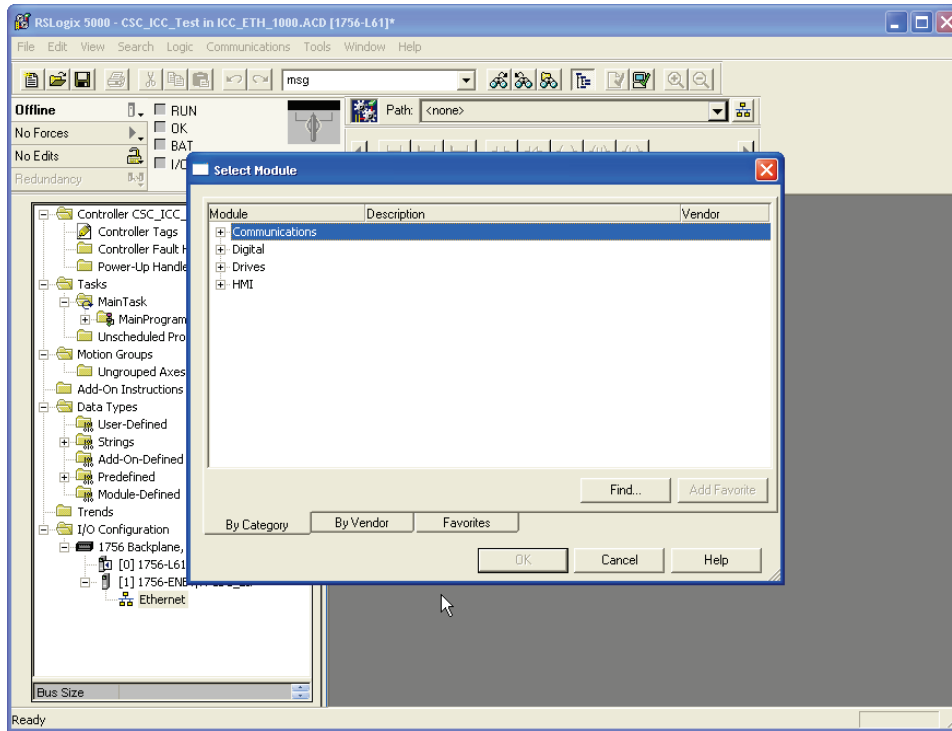 RSLogix 5000 - CSC_ICC_Test in ICC_ETH_1000.ACD [1756-L61]*
File Edit View Search Logic Communications Tools Window Help
msg
Offline
RUN
Path: <none>
No Forces
OK
No Edits
BAT
Redundancy
I/O
Select Module
Module Description Vendor
Communications
Digital
Drives
HMI
Find... Add Favorite
By Category By Vendor Favorites
OK Cancel Help
Controller CSC_ICC_
Controller Tags
Controller Fault H
Power-Up Handle
Tasks
MainTask
MainProgram
Unscheduled Pro
Motion Groups
Ungrouped Axes
Add-On Instructions
Data Types
User-Defined
Strings
Add-On-Defined
Predefined
Module-Defined
Trends
I/O Configuration
1756 Backplane,
[0] 1756-L61
[1] 1756-ENB
Ethernet
Bus Size
Ready